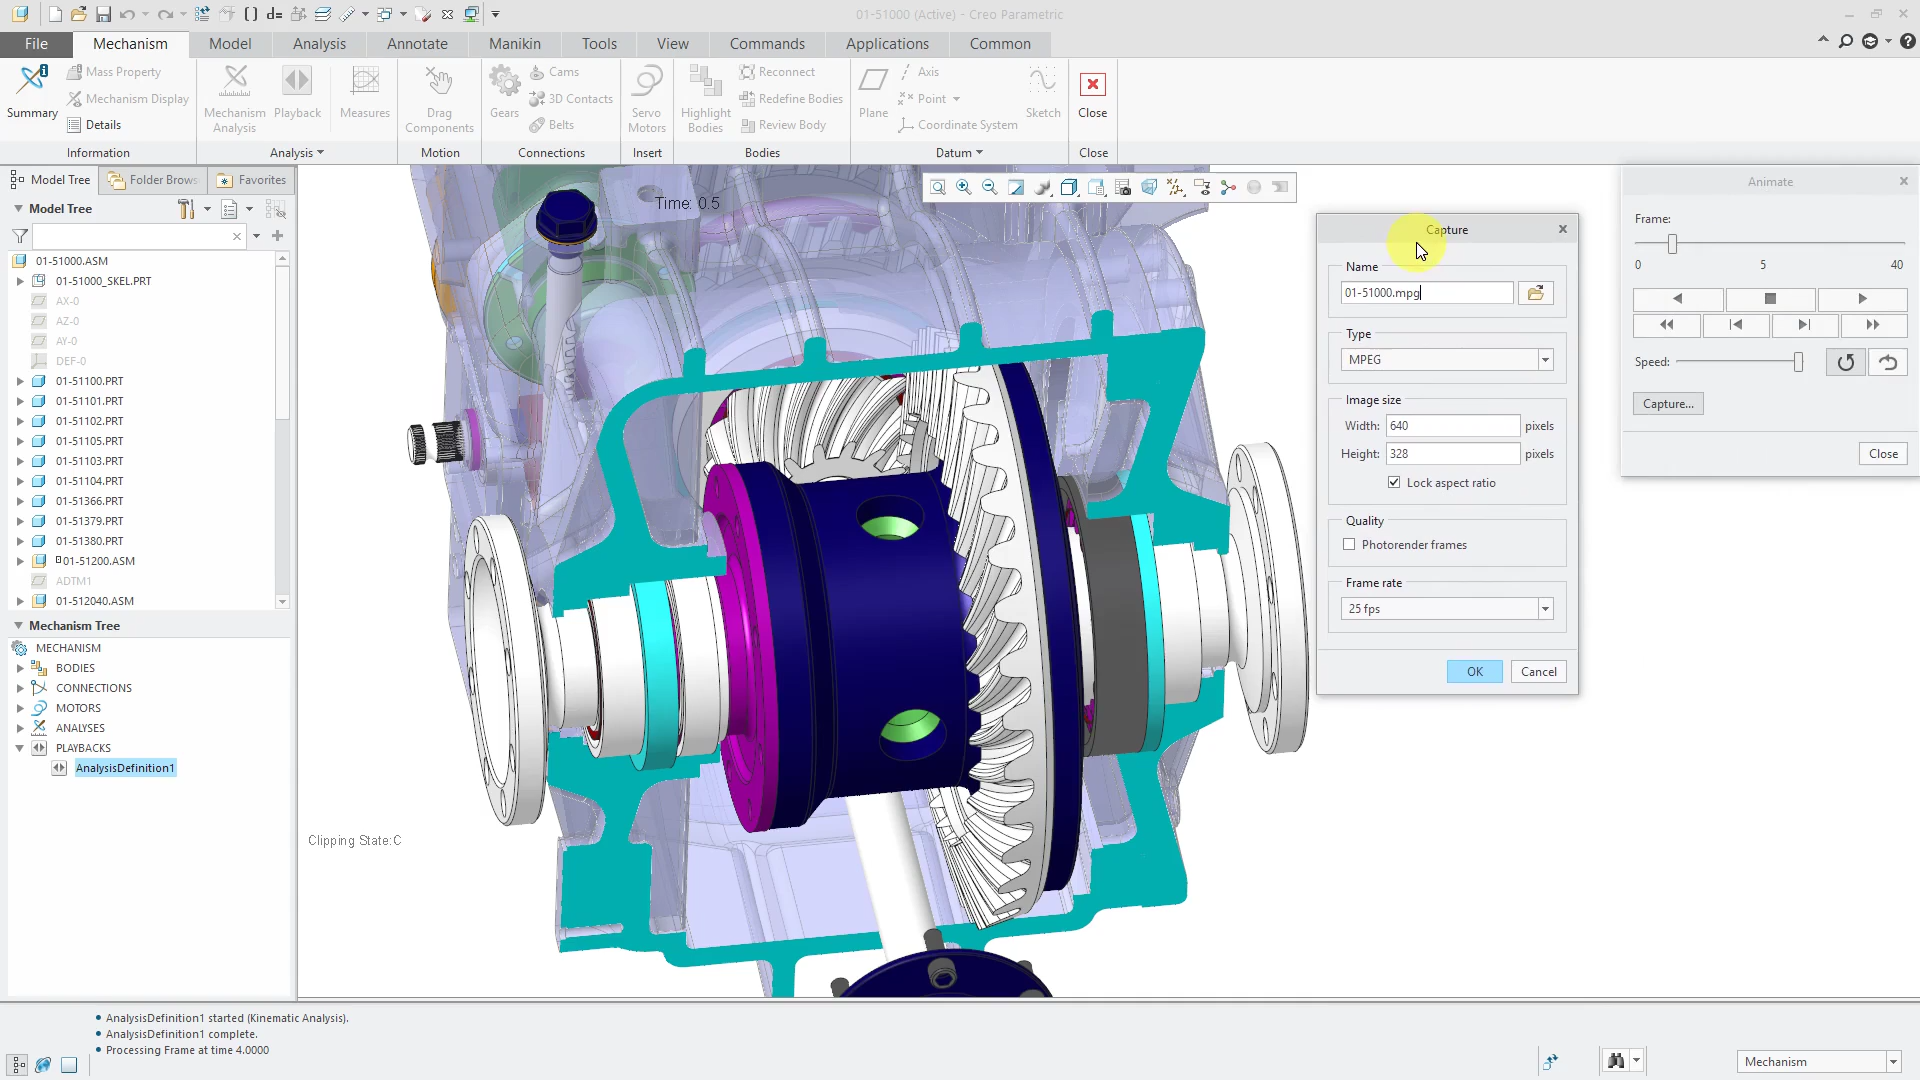 01-51000 (Active) - Creo Parametric
File
Mechanism
Model
Analysis
Annotate
Manikin
Tools
View
Commands
Applications
Common
Summary
Mass Property
Mechanism Display
Details
Mechanism
Analysis
Playback
Measures
Drag
Components
Gears
Cams
3D Contacts
Belts
Servo
Motors
Highlight
Bodies
Reconnect
Redefine Bodies
Review Body
Plane
Axis
Point
Coordinate System
Sketch
Close
Information
Analysis
Motion
Connections
Insert
Bodies
Datum
Close
Model Tree
Folder Brows
Favorites
Model Tree
01-51000.ASM
01-51000_SKEL.PRT
AX-0
AZ-0
AY-0
DEF-0
01-51100.PRT
01-51101.PRT
01-51102.PRT
01-51105.PRT
01-51103.PRT
01-51104.PRT
01-51366.PRT
01-51379.PRT
01-51380.PRT
01-51200.ASM
ADTM1
01-512040.ASM
Mechanism Tree
MECHANISM
BODIES
CONNECTIONS
MOTORS
ANALYSES
PLAYBACKS
AnalysisDefinition1
Time: 0.5
Clipping State:C
Capture
Name
01-51000.mpg
Type
MPEG
Image size
Width: 640 pixels
Height: 328 pixels
Lock aspect ratio
Quality
Photorender frames
Frame rate
25 fps
OK
Cancel
Animate
Frame:
0 5 40
Speed:
Capture...
Close
AnalysisDefinition1 started (Kinematic Analysis).
AnalysisDefinition1 complete.
Processing Frame at time 4.0000
Mechanism